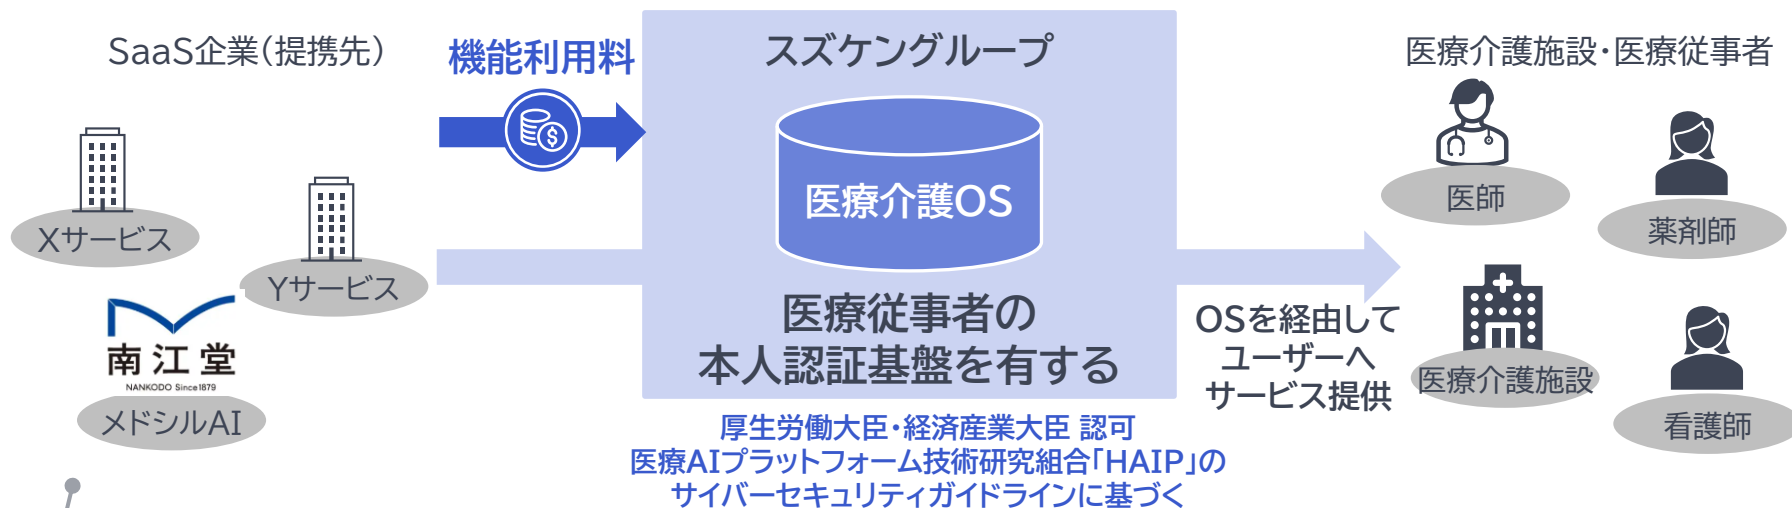 SaaS企業(提携先)
Xサービス
Yサービス
南江堂
NANKODO Since1879
メドシルAI
機能利用料
$
スズケングループ
医療介護OS
医療従事者の
本人認証基盤を有する
厚生労働大臣・経済産業大臣 認可
医療AIプラットフォーム技術研究組合「HAIP」の
サイバーセキュリティガイドラインに基づく
OSを経由して
ユーザーへ
サービス提供
医療介護施設・医療従事者
医師
薬剤師
医療介護施設
看護師